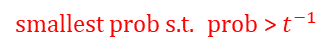 smallest prob s.t. prob > t⁻¹